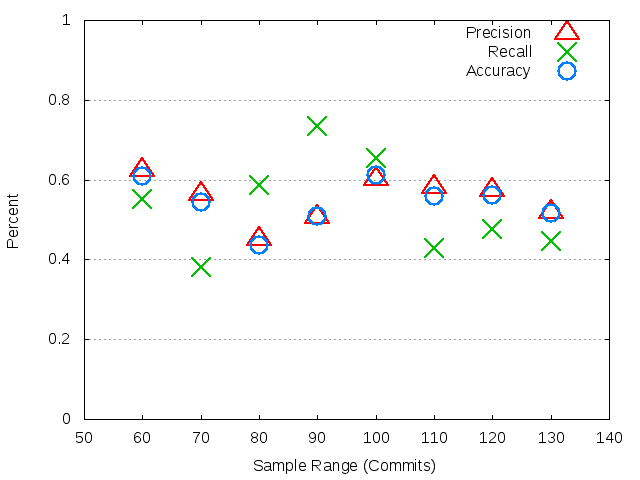 1
0.8
0.6
0.4
0.2
0
Percent
Precision
Recall
Accuracy
50 60 70 80 90 100 110 120 130 140
Sample Range (Commits)